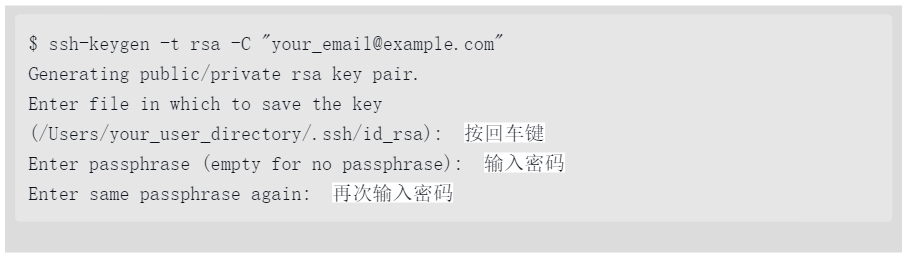 $ ssh-keygen -t rsa -C "your_email@example.com"
Generating public/private rsa key pair.
Enter file in which to save the key
(/Users/your_user_directory/.ssh/id_rsa): 按回车键
Enter passphrase (empty for no passphrase): 输入密码
Enter same passphrase again: 再次输入密码